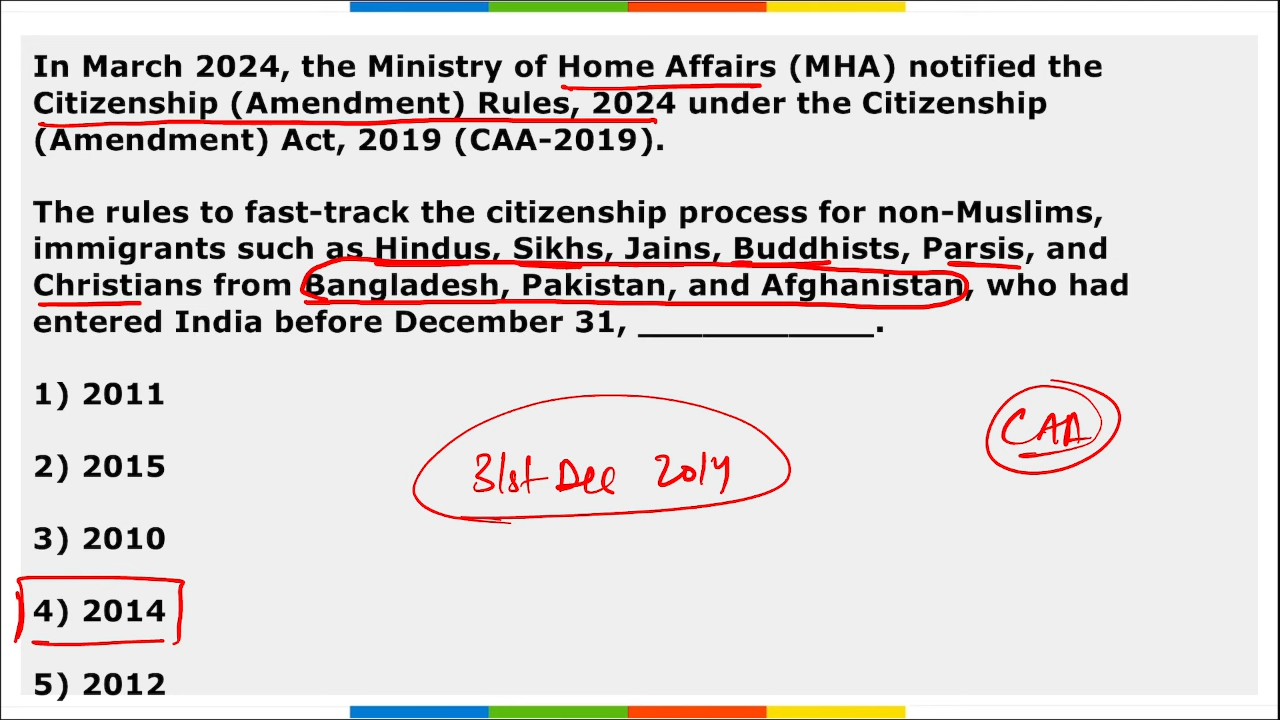 In March 2024, the Ministry of Home Affairs (MHA) notified the
Citizenship (Amendment) Rules, 2024 under the Citizenship
(Amendment) Act, 2019 (CAA-2019).
The rules to fast-track the citizenship process for non-Muslims,
immigrants such as Hindus, Sikhs, Jains, Buddhists, Parsis, and
Christians from Bangladesh, Pakistan, and Afghanistan, who had
entered India before December 31, ____________.
1) 2011
2) 2015
3) 2010
4) 2014
5) 2012
31st Dec 2014
CAA